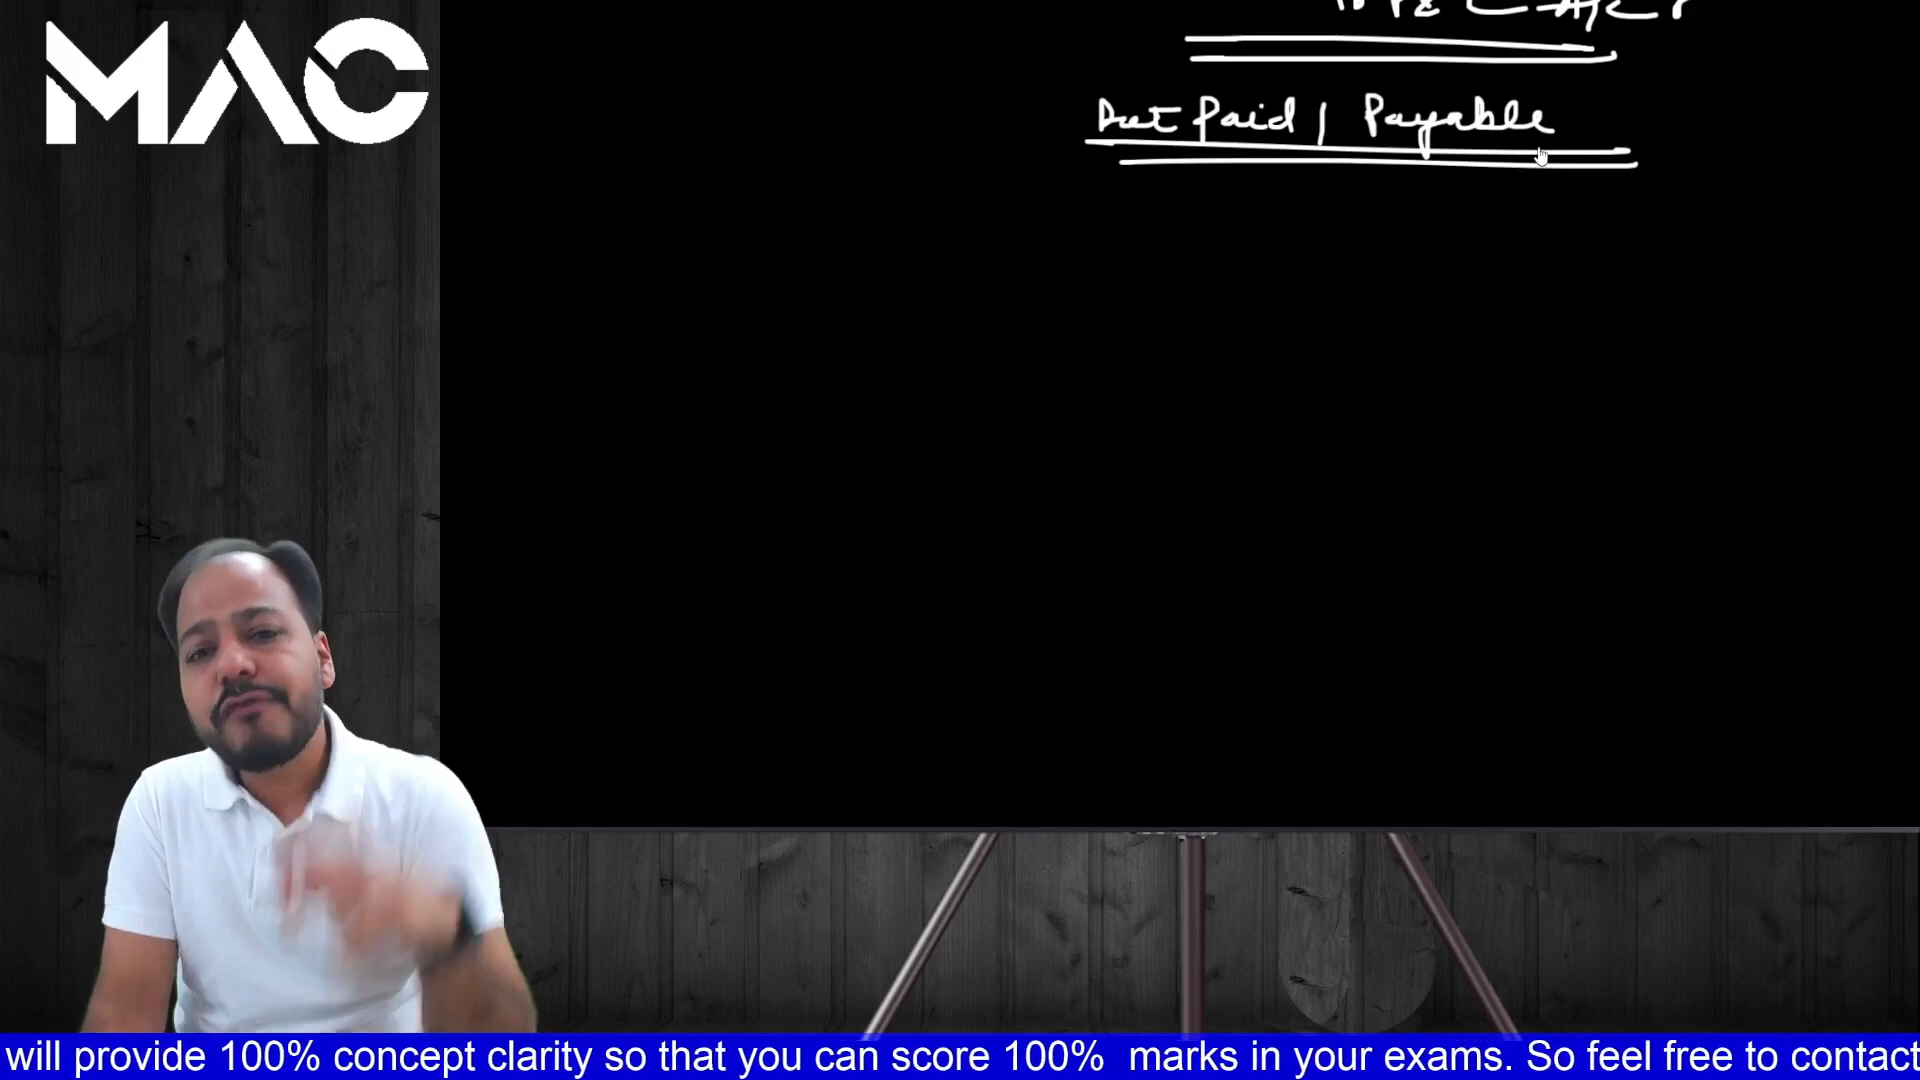 MAC
Amt Paid | Payable
will provide 100% concept clarity so that you can score 100%  marks in your exams. So feel free to contact